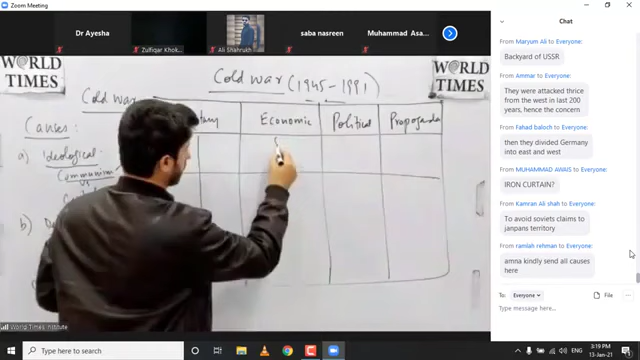 Zoom Meeting
Dr Ayesha
Zulfiqar Khok...
Ali Shahrukh
saba nasreen
Muhammad Asa...
WORLD TIMES
WORLD TIMES
Cold war (1945-1991)
Cold war
Causes:
a) Ideological
Communism
vs
b)
Economic
Political
Propoganda
World Times Institute
Chat
From Maryum Ali to Everyone:
Backyard of USSR
From Ammar to Everyone:
They were attacked thrice
from the west in last 200
years, hence the concern
From Fahad baloch to Everyone:
then they divided Germany
into east and west
From MUHAMMAD AWAIS to Everyone:
IRON CURTAIN?
From Kamran Ali shah to Everyone:
To avoid soviets claims to
janpans territory
From ramlah rehman to Everyone:
amna kindly send all causes
here
To: Everyone
File
Type message here...
Type here to search
3:19 PM
13-Jan-21